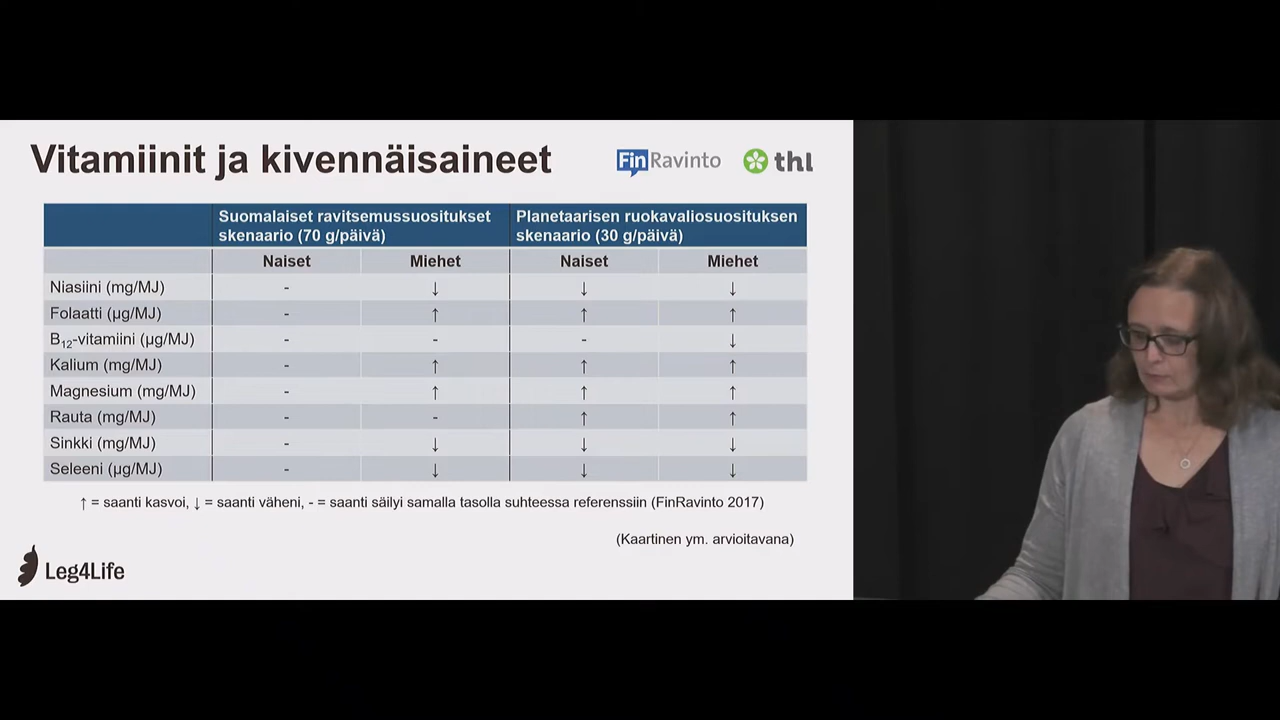 Vitamiinit ja kivennäisaineet
FinRavinto
thl
Suomalaiset ravitsemussuositukset skenaario (70 g/päivä)
Planetaarisen ruokavaliosuosituksen skenaario (30 g/päivä)
Naiset Miehet Naiset Miehet
Niasiini (mg/MJ) - ↓ ↓ ↓
Folaatti (µg/MJ) - ↑ ↑ ↑
B12-vitamiini (µg/MJ) - - - ↓
Kalium (mg/MJ) - ↑ ↑ ↑
Magnesium (mg/MJ) - ↑ ↑ ↑
Rauta (mg/MJ) - - ↑ ↑
Sinkki (mg/MJ) - ↓ ↓ ↓
Seleeni (µg/MJ) - ↓ ↓ ↓
↑ = saanti kasvoi, ↓ = saanti väheni, - = saanti säilyi samalla tasolla suhteessa referenssiin (FinRavinto 2017)
(Kaartinen ym. arvioitavana)
Leg4Life